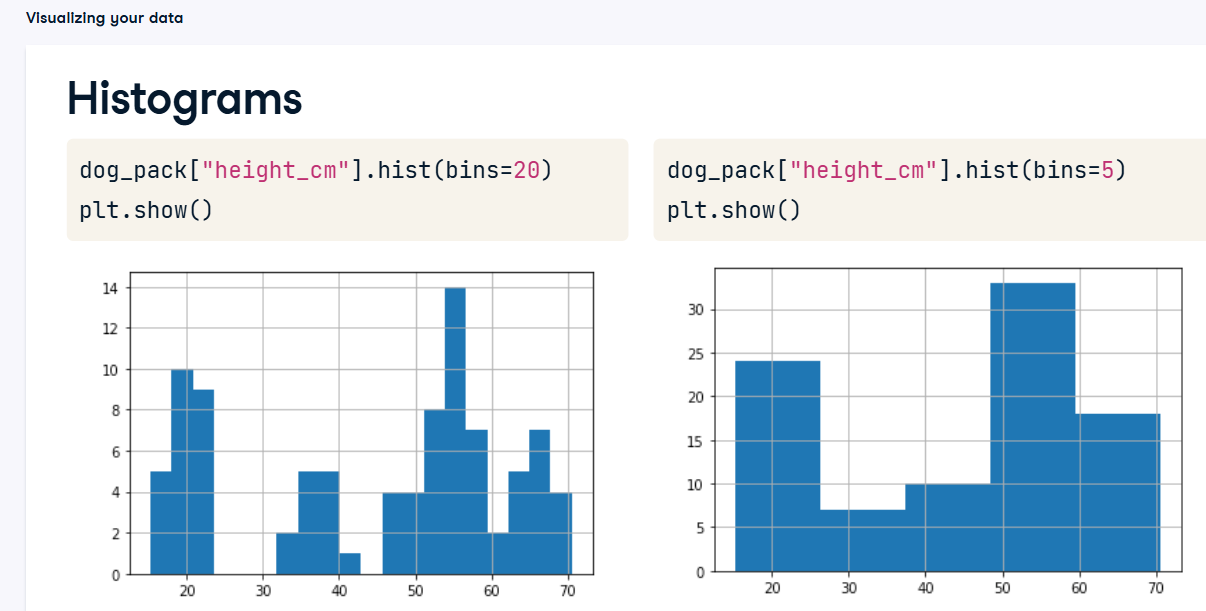 Visualizing your data
Histograms
dog_pack["height_cm"].hist(bins=20)
plt.show()
dog_pack["height_cm"].hist(bins=5)
plt.show()
14
12
10
8
6
4
2
0
20 30 40 50 60 70
30
25
20
15
10
5
0
20 30 40 50 60 70